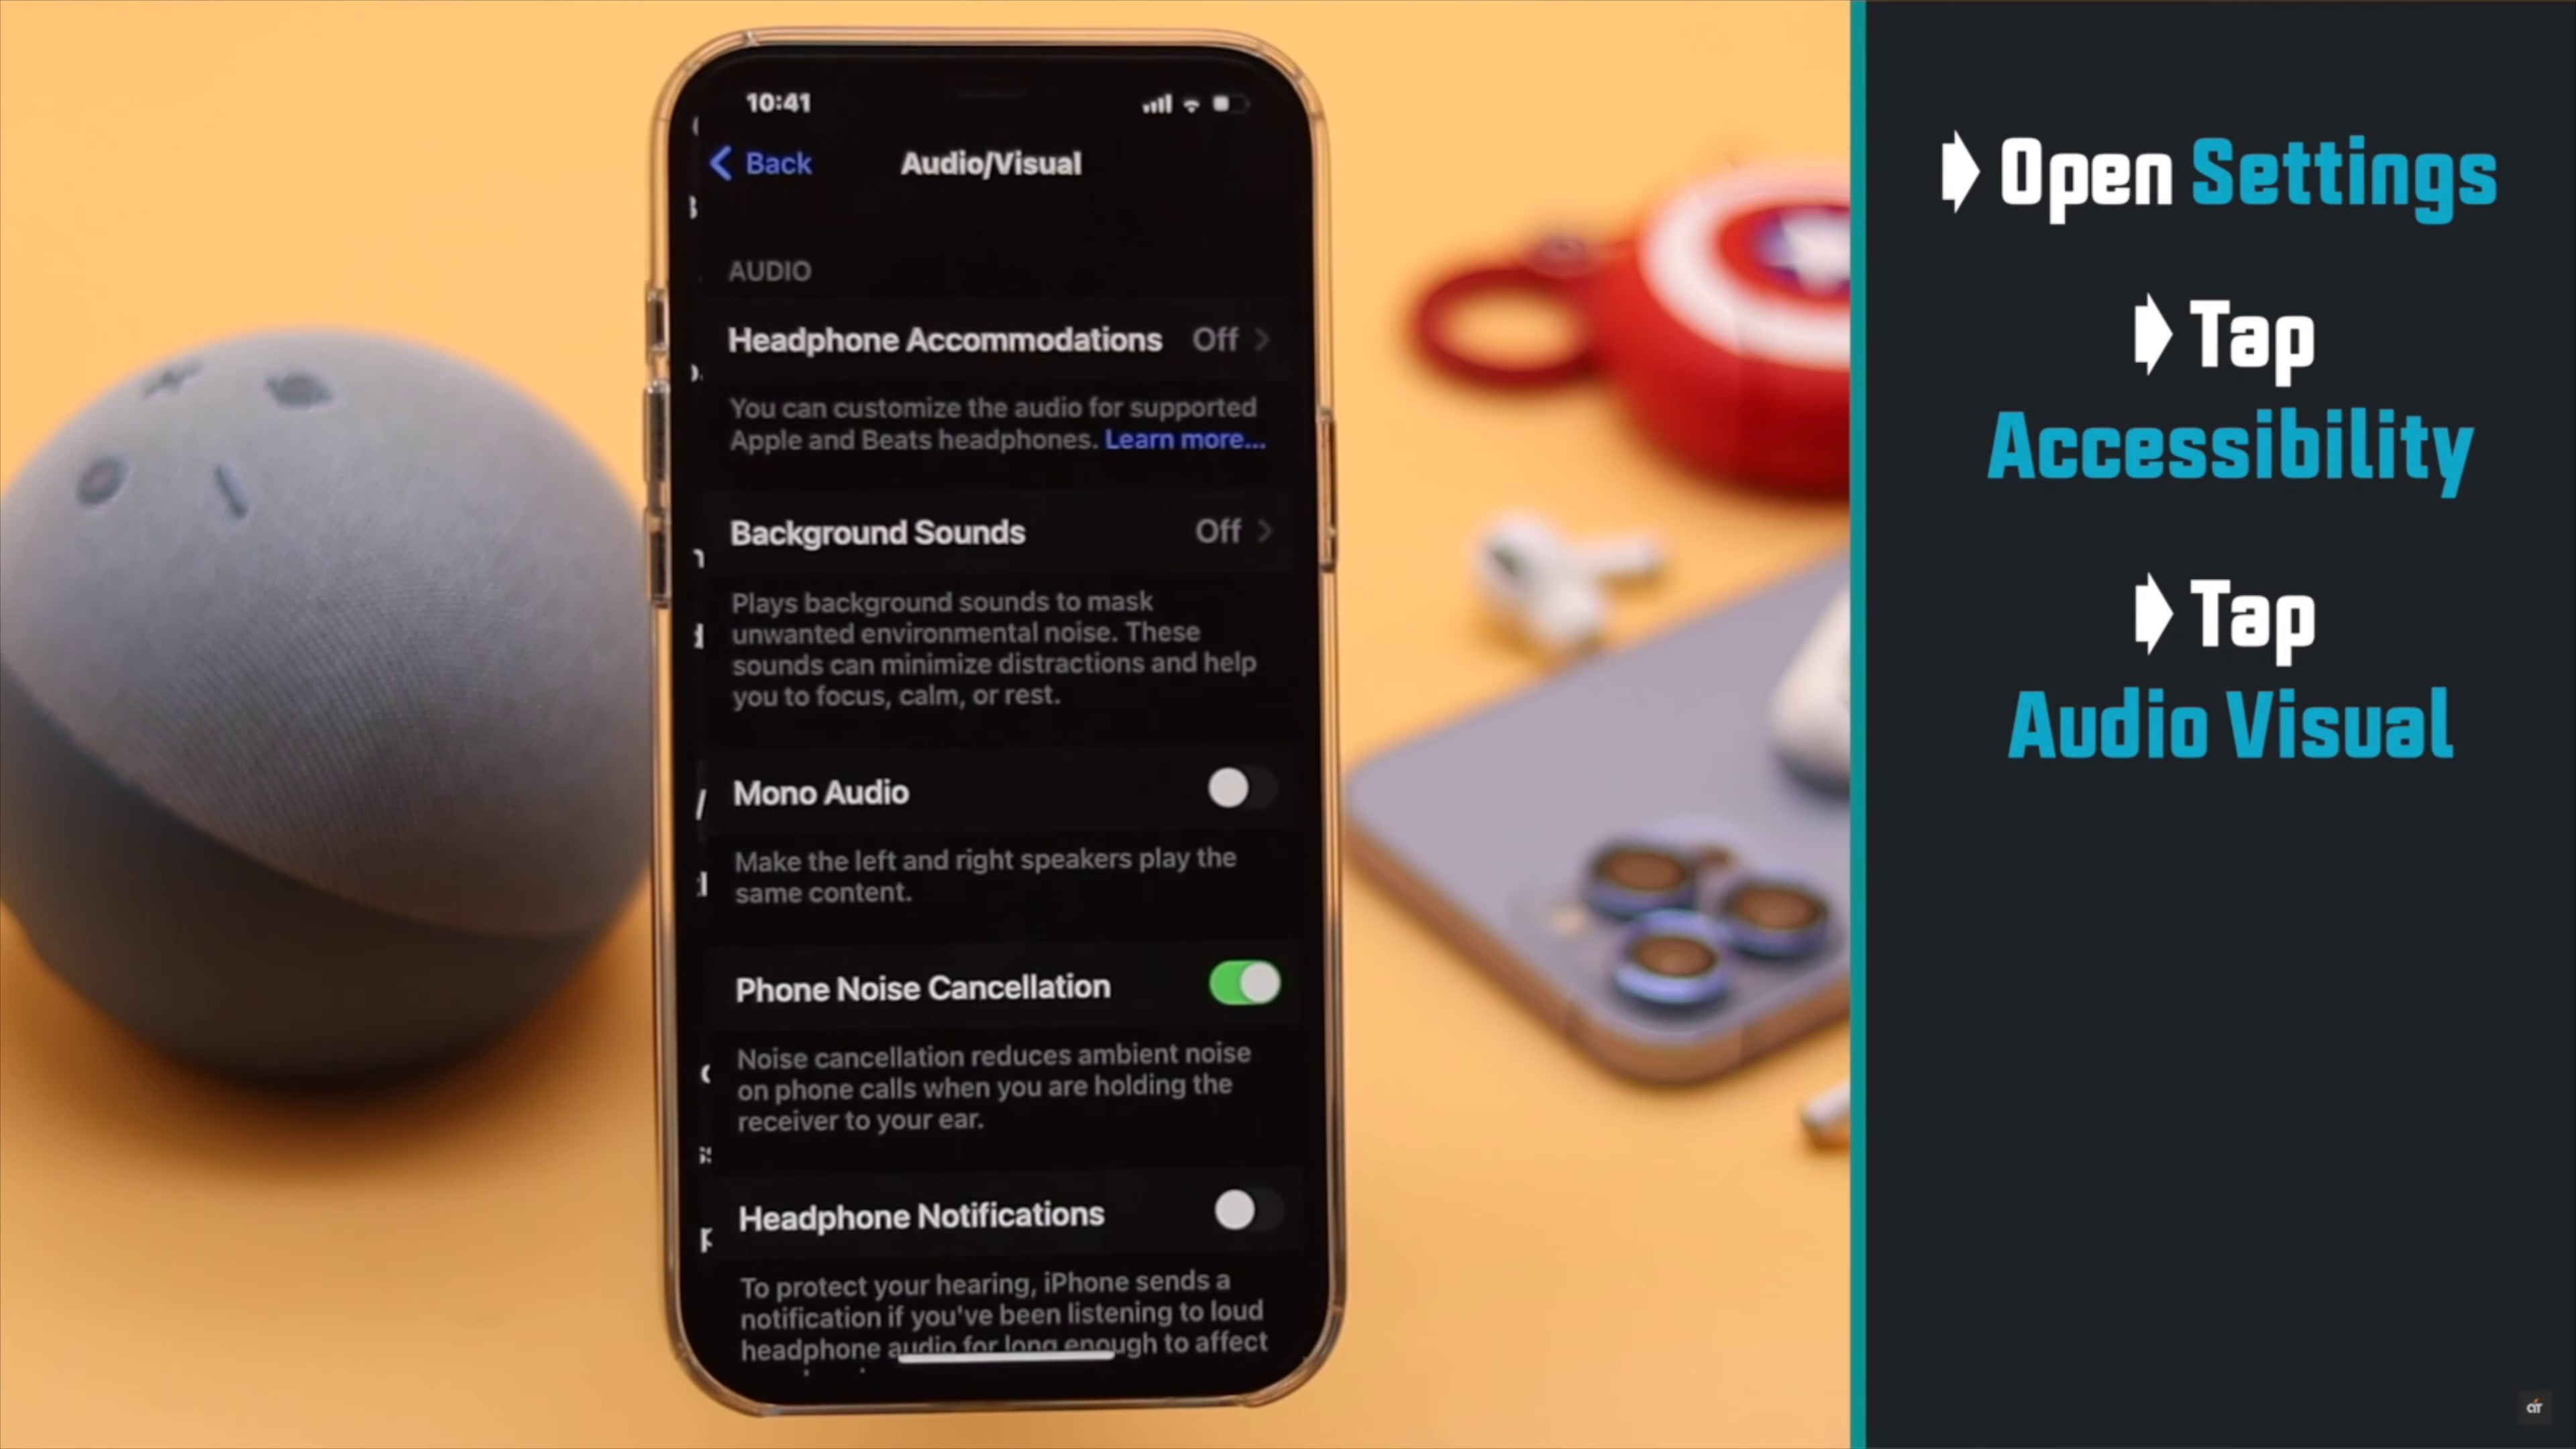 10:41
Back
Audio/Visual
AUDIO
Headphone Accommodations Off
You can customize the audio for supported
Apple and Beats headphones. Learn more...
Background Sounds Off
Plays background sounds to mask
unwanted environmental noise. These
sounds can minimize distractions and help
you to focus, calm, or rest.
Mono Audio
Make the left and right speakers play the
same content.
Phone Noise Cancellation
Noise cancellation reduces ambient noise
on phone calls when you are holding the
receiver to your ear.
Headphone Notifications
To protect your hearing, iPhone sends a
notification if you've been listening to loud
headphone audio for long enough to affect
Open Settings
Tap
Accessibility
Tap
Audio Visual